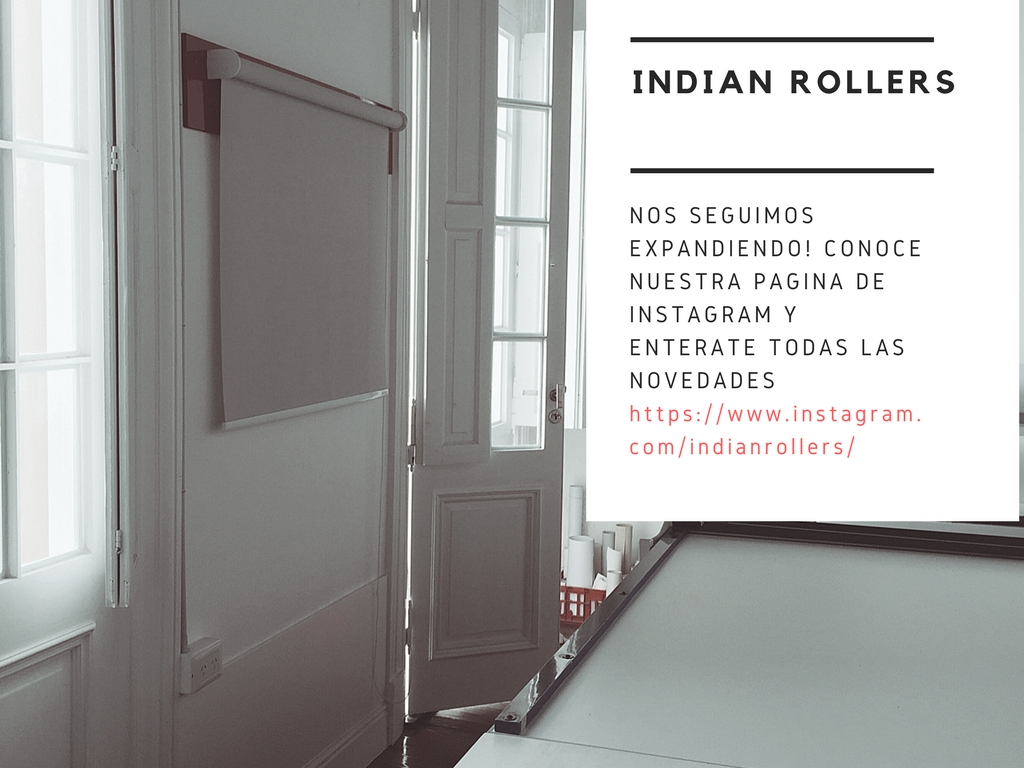 INDIAN ROLLERS
NOS SEGUIMOS
EXPANDIENDO! CONOCE
NUESTRA PAGINA DE
INSTAGRAM Y
ENTERATE TODAS LAS
NOVEDADES
https://www.instagram.
com/indianrollers/